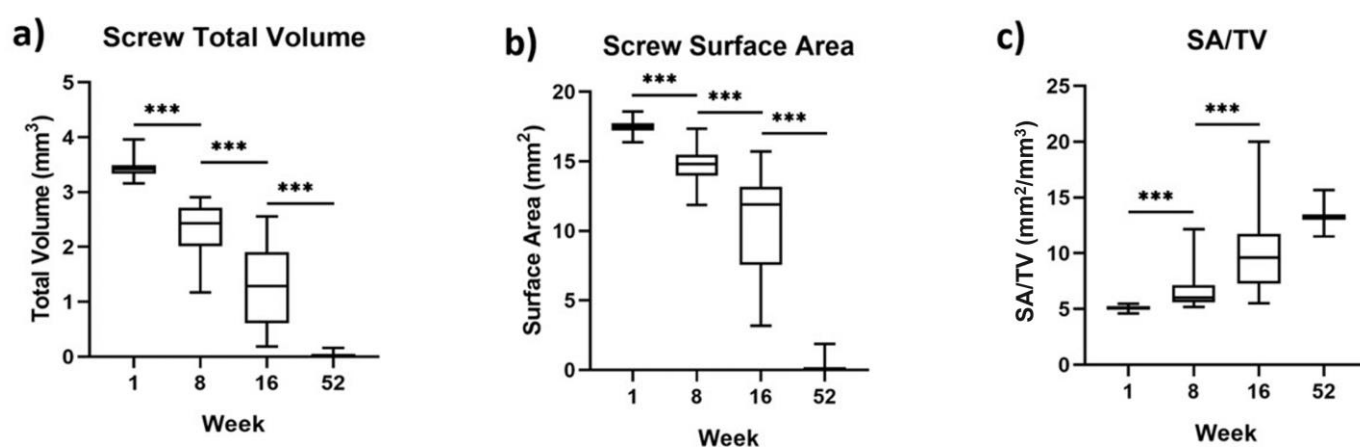 a) Screw Total Volume
Total Volume (mm³)
5
4
3
2
1
0
***
***
***
1 8 16 52
Week
b) Screw Surface Area
Surface Area (mm²)
20
15
10
5
0
***
***
***
1 8 16 52
Week
c) SA/TV
SA/TV (mm²/mm³)
25
20
15
10
5
0
***
***
1 8 16 52
Week